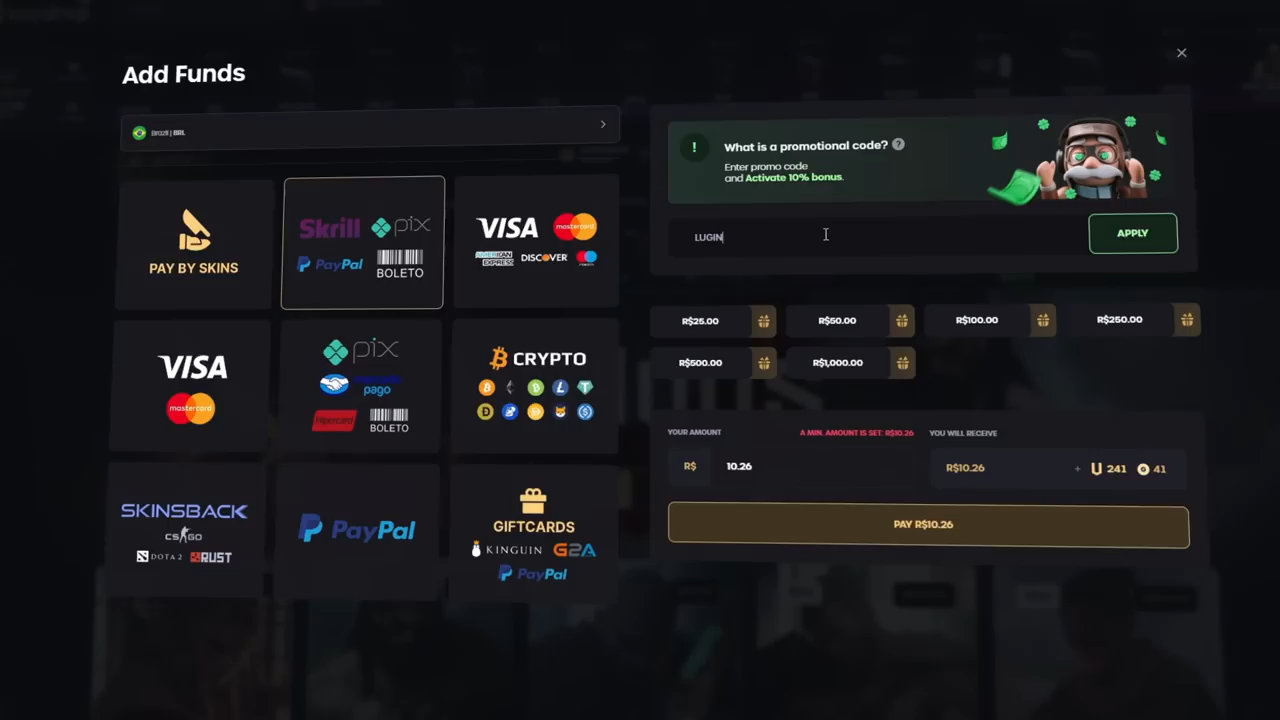 Add Funds
Brazil | BRL
PAY BY SKINS
Skrill pix
PayPal BOLETO
VISA mastercard
AMERICAN EXPRESS DISCOVER
VISA
mastercard
pix
pago
Hipercard BOLETO
CRYPTO
SKINSBACK
CS:GO
DOTA 2 RUST
PayPal
GIFTCARDS
KINGUIN G2A
PayPal
! What is a promotional code? ?
Enter promo code
and Activate 10% bonus.
LUGIN
APPLY
R$25.00 R$50.00 R$100.00 R$250.00
R$500.00 R$1,000.00
YOUR AMOUNT A MIN. AMOUNT IS SET: R$10.26 YOU WILL RECEIVE
R$ 10.26 R$10.26 + 241 41
PAY R$10.26